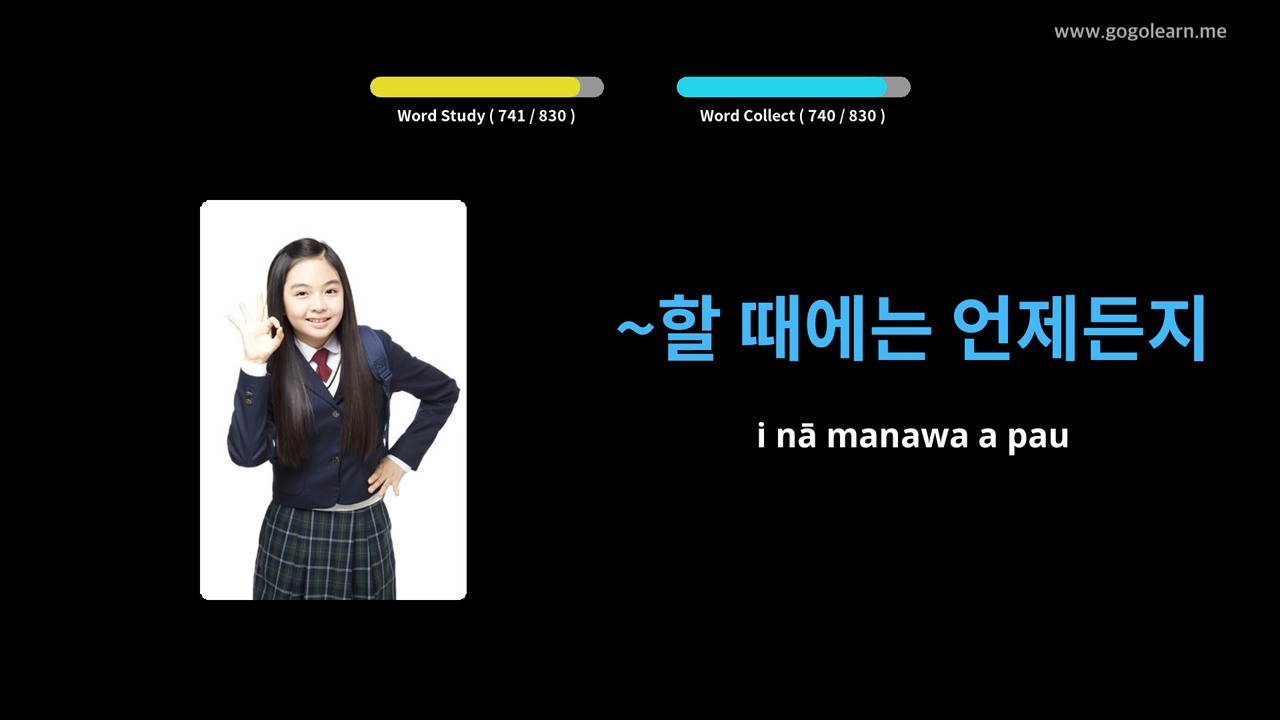 www.gogolearn.me
Word Study ( 741 / 830 )
Word Collect ( 740 / 830 )
~할 때에는 언제든지
i nā manawa a pau